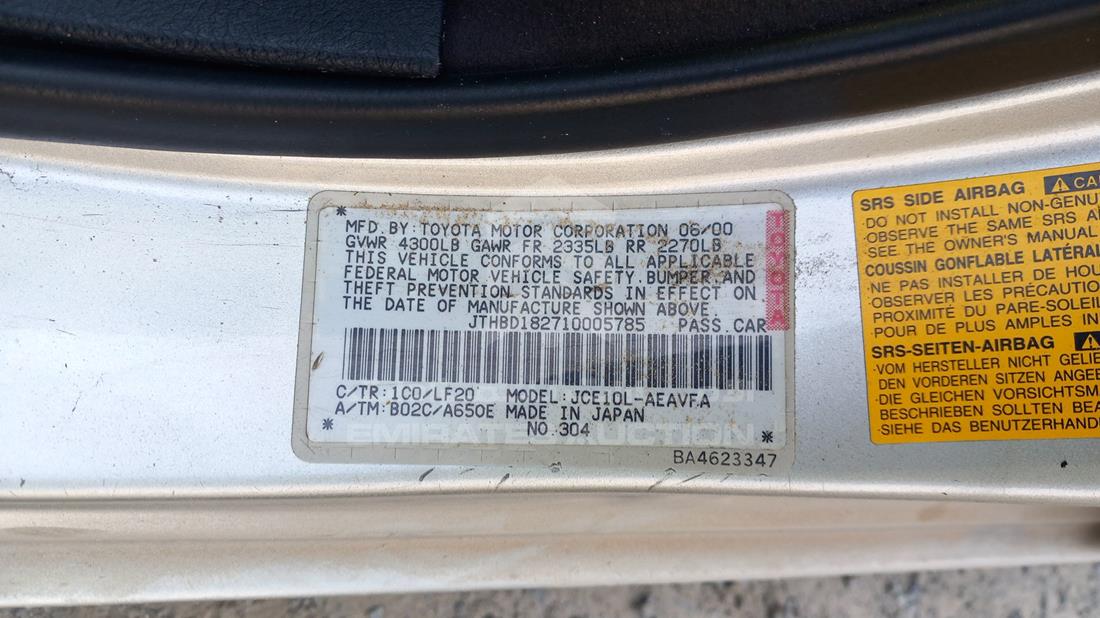 MFD. BY: TOYOTA MOTOR CORPORATION 06/00
GVWR 4300LB GAWR FR 2335LB RR 2270LB
THIS VEHICLE CONFORMS TO ALL APPLICABLE
FEDERAL MOTOR VEHICLE SAFETY, BUMPER, AND
THEFT PREVENTION STANDARDS IN EFFECT ON
THE DATE OF MANUFACTURE SHOWN ABOVE.
JTHBD182710005785 PASS. CAR
C/TR: 1C0/LF20 MODEL: JCE10L-AEAVFA
A/TM: B02C/A650E MADE IN JAPAN
NO. 304
BA4623347
TOYOTA
EMIRATES AUCTION
SRS SIDE AIRBAG
DO NOT INSTALL NON-GENU
OBSERVE THE SAME SRS A
SEE THE OWNER'S MANUAL
COUSSIN GONFLABLE LATÉRAL
NE PAS INSTALLER DE HOU
OBSERVER LES PRÉCAUTION
PROXIMITÉ DU PARE-SOLEIL
POUR DE PLUS AMPLES IN
SRS-SEITEN-AIRBAG
VOM HERSTELLER NICHT GELIE
DEN VORDEREN SITZEN ANGEB
DIE GLEICHEN VORSICHTSMA
BESCHRIEBEN SOLLTEN BEA
SIEHE DAS BENUTZERHAND